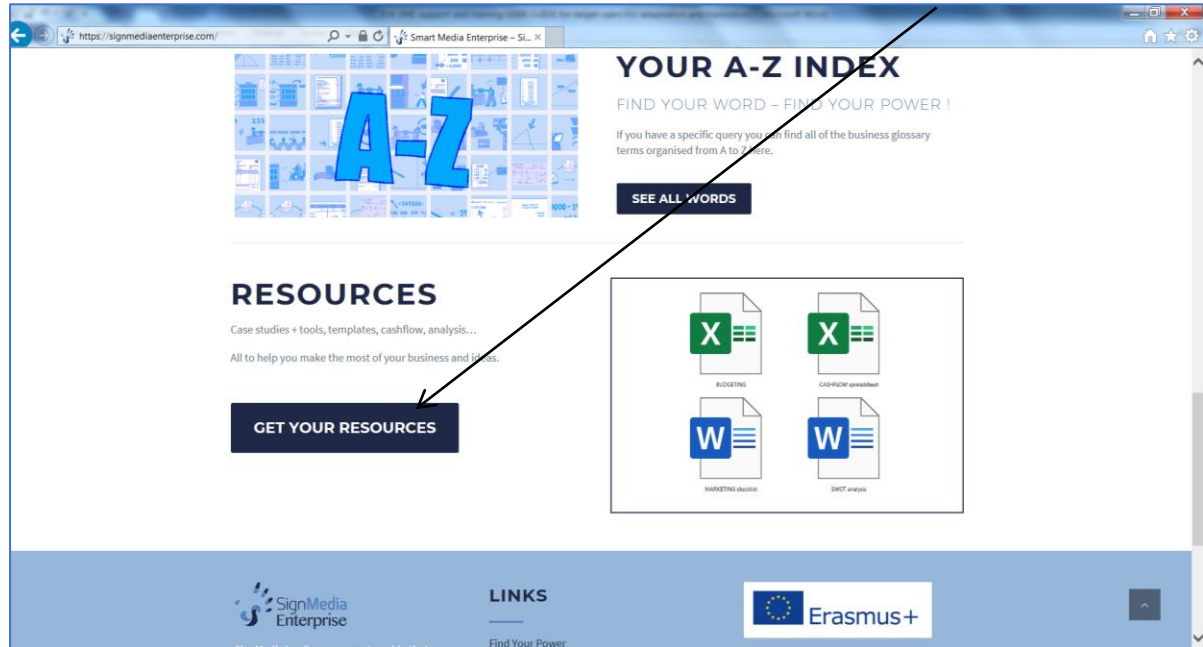 https://signmediaenterprise.com/
Smart Media Enterprise – Si...
A-Z
YOUR A-Z INDEX
FIND YOUR WORD – FIND YOUR POWER !
If you have a specific query you can find all of the business glossary
terms organised from A to Z here.
SEE ALL WORDS
RESOURCES
Case studies + tools, templates, cashflow, analysis...
All to help you make the most of your business and ideas.
GET YOUR RESOURCES
BUDGETING
CASHFLOW spreadsheet
MARKETING checklist
SWOT analysis
SignMedia
Enterprise
LINKS
Find Your Power
Erasmus+